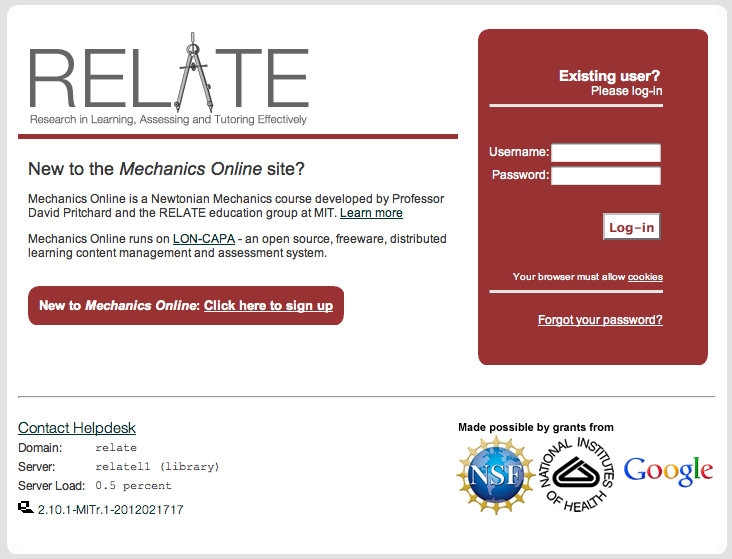 RELATE
Research in Learning, Assessing and Tutoring Effectively
New to the Mechanics Online site?
Mechanics Online is a Newtonian Mechanics course developed by Professor
David Pritchard and the RELATE education group at MIT. Learn more
Mechanics Online runs on LON-CAPA - an open source, freeware, distributed
learning content management and assessment system.
New to Mechanics Online: Click here to sign up
Existing user?
Please log-in
Username:
Password:
Log-in
Your browser must allow cookies
Forgot your password?
Contact Helpdesk
Domain: relate
Server: relatel1 (library)
Server Load: 0.5 percent
2.10.1-MITr.1-2012021717
Made possible by grants from
NSF
NATIONAL INSTITUTES
OF HEALTH
Google